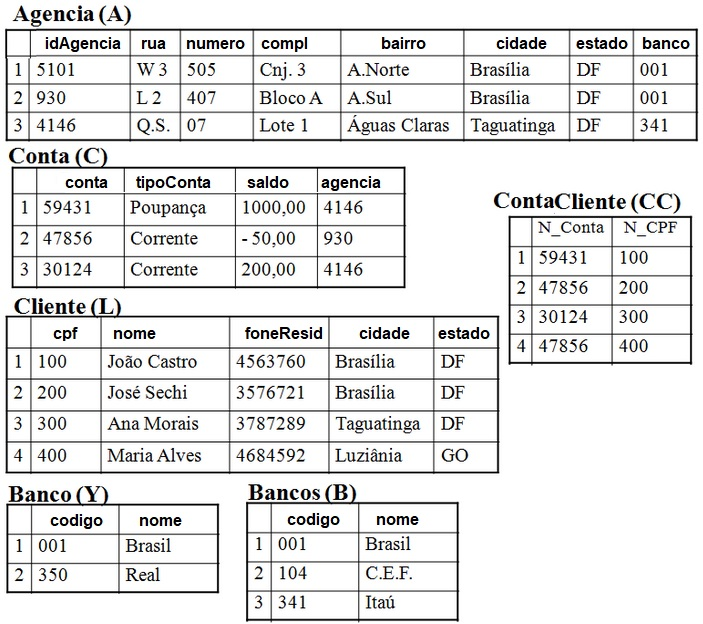 Agencia (A)
idAgencia rua numero compl bairro cidade estado banco
1 5101 W 3 505 Cnj. 3 A.Norte Brasília DF 001
2 930 L 2 407 Bloco A A.Sul Brasília DF 001
3 4146 Q.S. 07 Lote 1 Águas Claras Taguatinga DF 341
Conta (C)
conta tipoConta saldo agencia
1 59431 Poupança 1000,00 4146
2 47856 Corrente - 50,00 930
3 30124 Corrente 200,00 4146
ContaCliente (CC)
N_Conta N_CPF
1 59431 100
2 47856 200
3 30124 300
4 47856 400
Cliente (L)
cpf nome foneResid cidade estado
1 100 João Castro 4563760 Brasília DF
2 200 José Sechi 3576721 Brasília DF
3 300 Ana Morais 3787289 Taguatinga DF
4 400 Maria Alves 4684592 Luziânia GO
Banco (Y)
codigo nome
1 001 Brasil
2 350 Real
Bancos (B)
codigo nome
1 001 Brasil
2 104 C.E.F.
3 341 Itaú